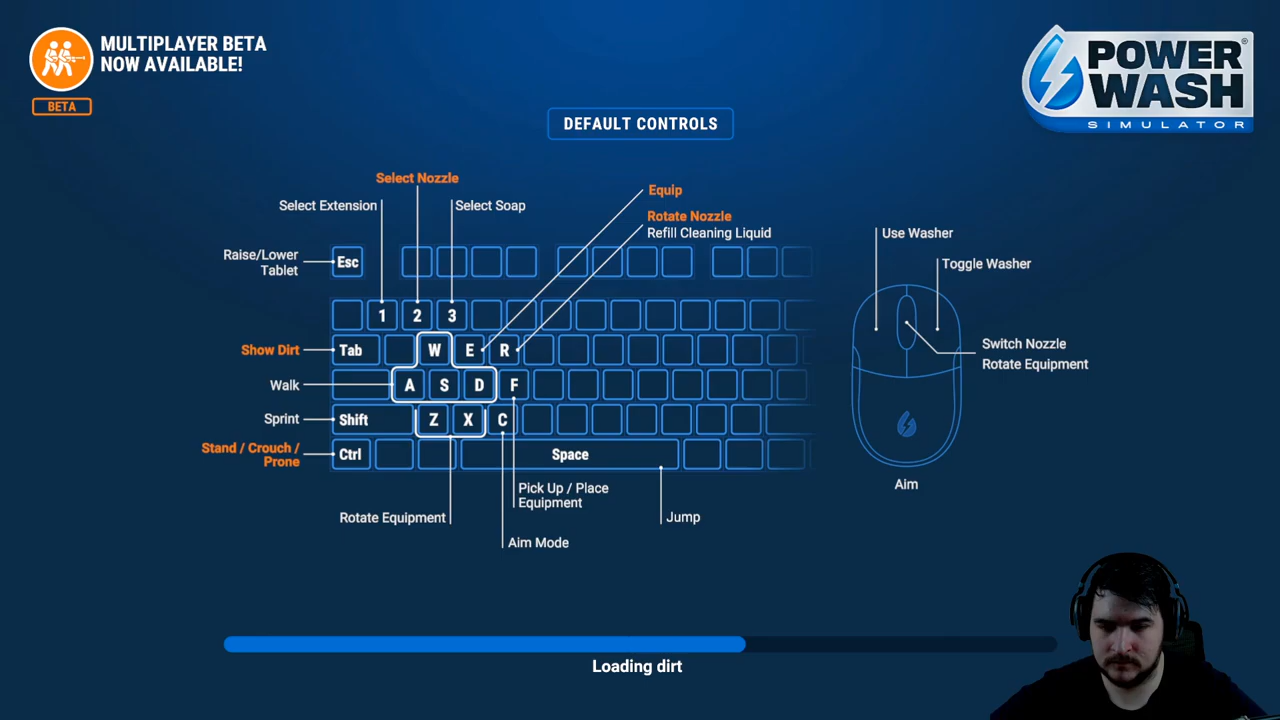 MULTIPLAYER BETA
NOW AVAILABLE!
BETA
POWER
WASH
SIMULATOR
®
DEFAULT CONTROLS
Select Nozzle
Select Extension
Select Soap
Equip
Rotate Nozzle
Refill Cleaning Liquid
Raise/Lower
Tablet
Esc
1 2 3
Show Dirt
Tab
W E R
Walk
A S D F
Sprint
Shift
Z X C
Stand / Crouch /
Prone
Ctrl
Space
Rotate Equipment
Pick Up / Place
Equipment
Aim Mode
Jump
Use Washer
Toggle Washer
Switch Nozzle
Rotate Equipment
Aim
Loading dirt